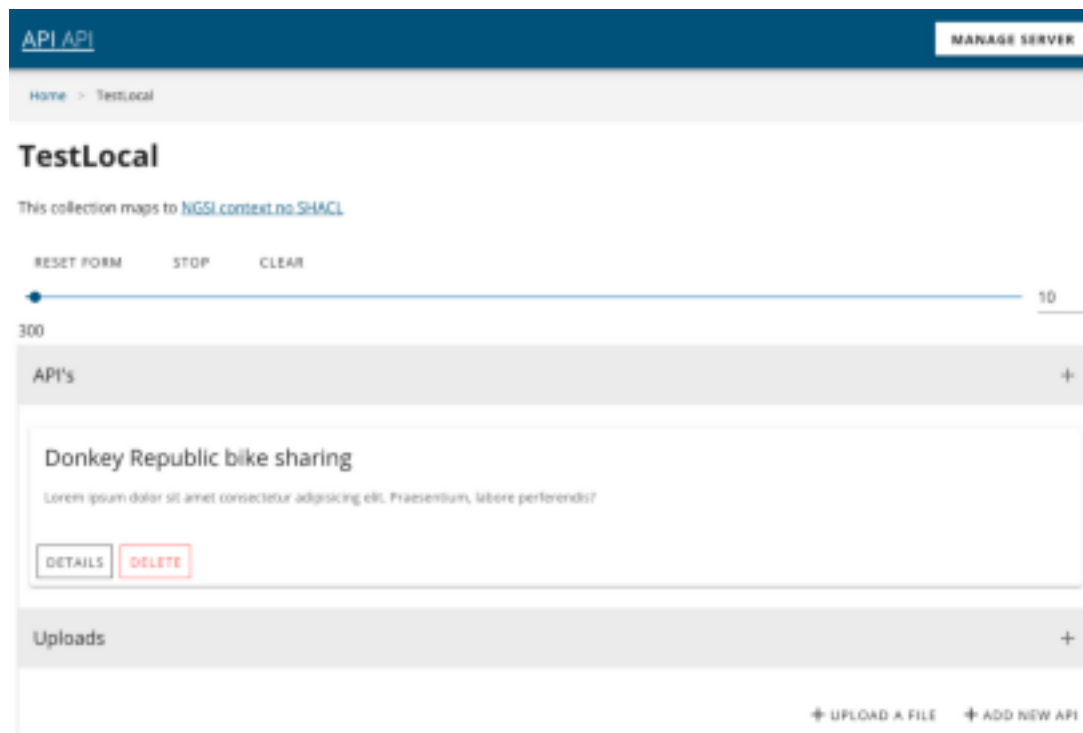 API API
MANAGE SERVER
Home > TestLocal
TestLocal
This collection maps to NGSI context no SHACL
RESET FORM STOP CLEAR
10
300
API's +
Donkey Republic bike sharing
Lorem ipsum dolor sit amet consectetur adipisicing elit. Praesentium, labore perferendis?
DETAILS DELETE
Uploads +
+ UPLOAD A FILE + ADD NEW API